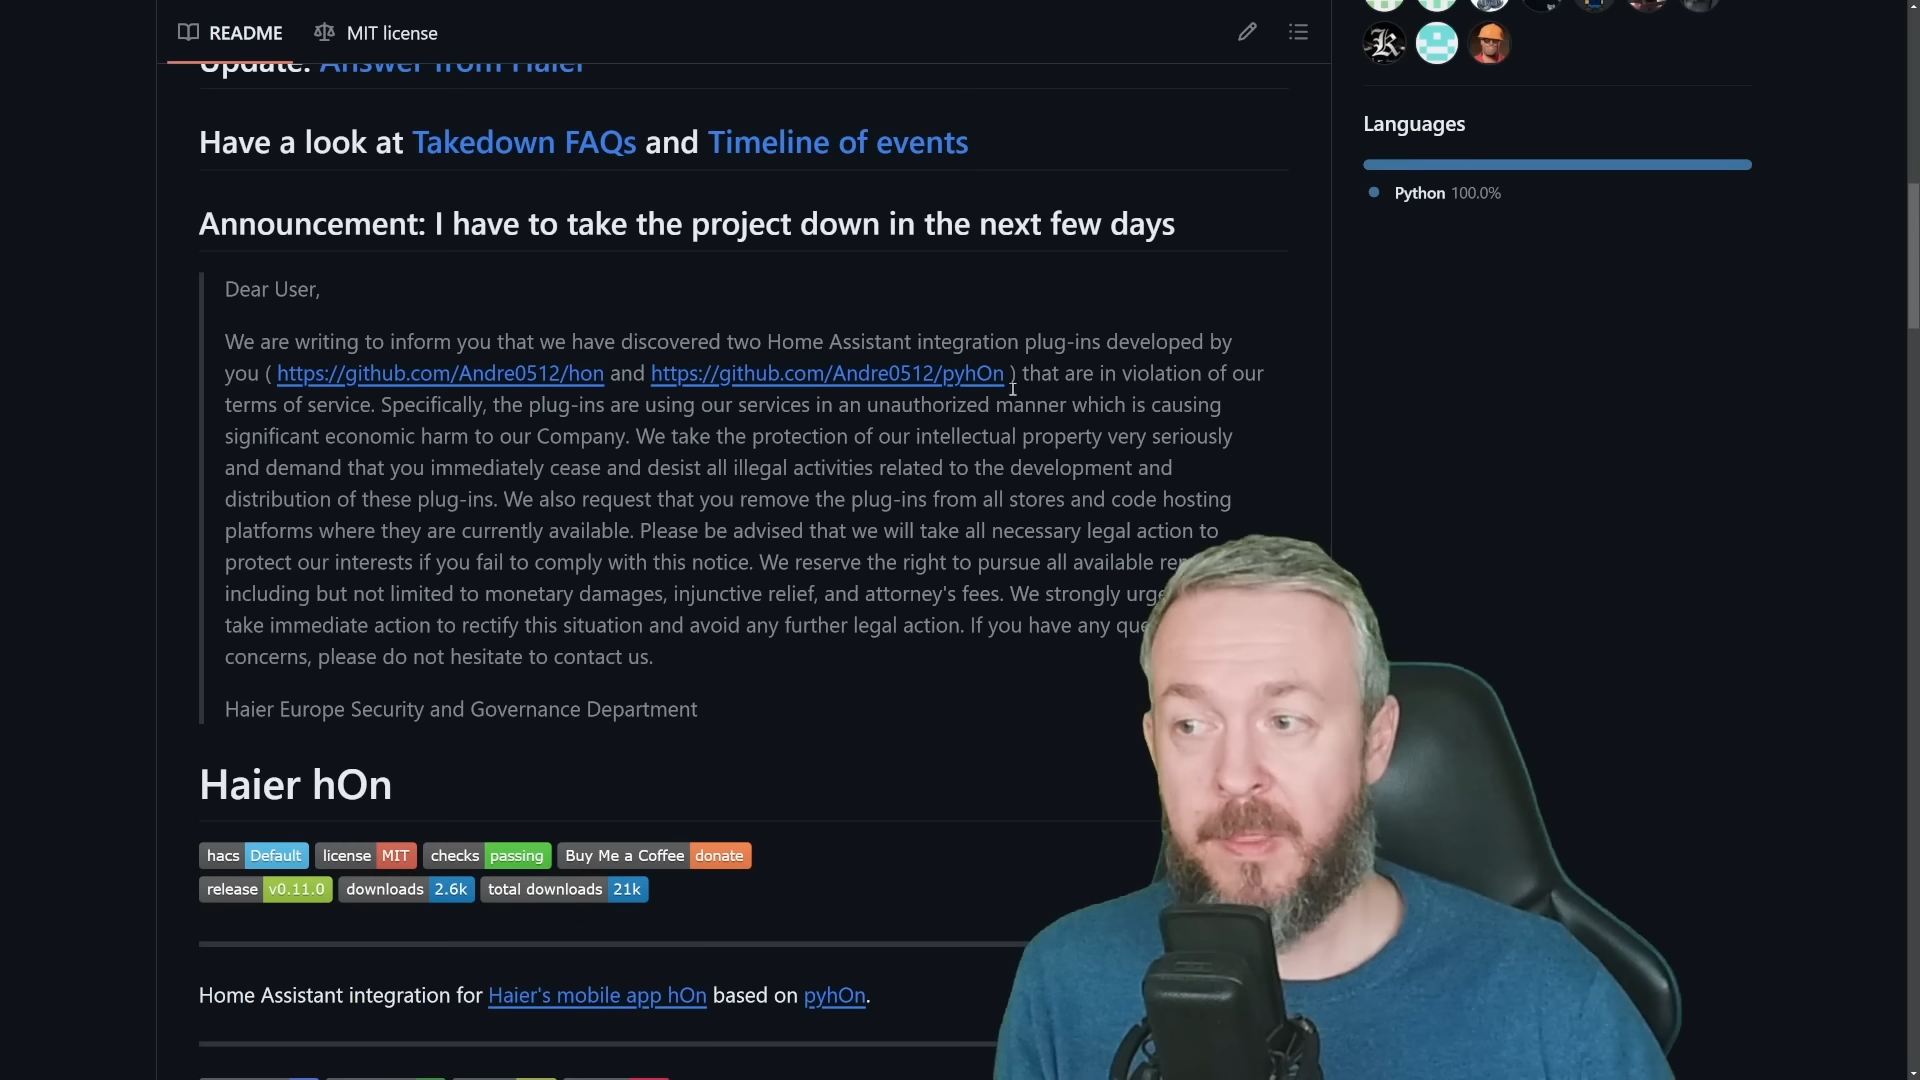 README
MIT license
Update: Answer from Haier
Have a look at Takedown FAQs and Timeline of events
Announcement: I have to take the project down in the next few days
Dear User,
We are writing to inform you that we have discovered two Home Assistant integration plug-ins developed by
you ( https://github.com/Andre0512/hon and https://github.com/Andre0512/pyhOn ) that are in violation of our
terms of service. Specifically, the plug-ins are using our services in an unauthorized manner which is causing
significant economic harm to our Company. We take the protection of our intellectual property very seriously
and demand that you immediately cease and desist all illegal activities related to the development and
distribution of these plug-ins. We also request that you remove the plug-ins from all stores and code hosting
platforms where they are currently available. Please be advised that we will take all necessary legal action to
protect our interests if you fail to comply with this notice. We reserve the right to pursue all available
including but not limited to monetary damages, injunctive relief, and attorney's fees. We strongly urge
take immediate action to rectify this situation and avoid any further legal action. If you have any
concerns, please do not hesitate to contact us.
Haier Europe Security and Governance Department
Haier hOn
hacs Default license MIT checks passing Buy Me a Coffee donate
release v0.11.0 downloads 2.6k total downloads 21k
Home Assistant integration for Haier's mobile app hOn based on pyhOn.
Languages
Python 100.0%